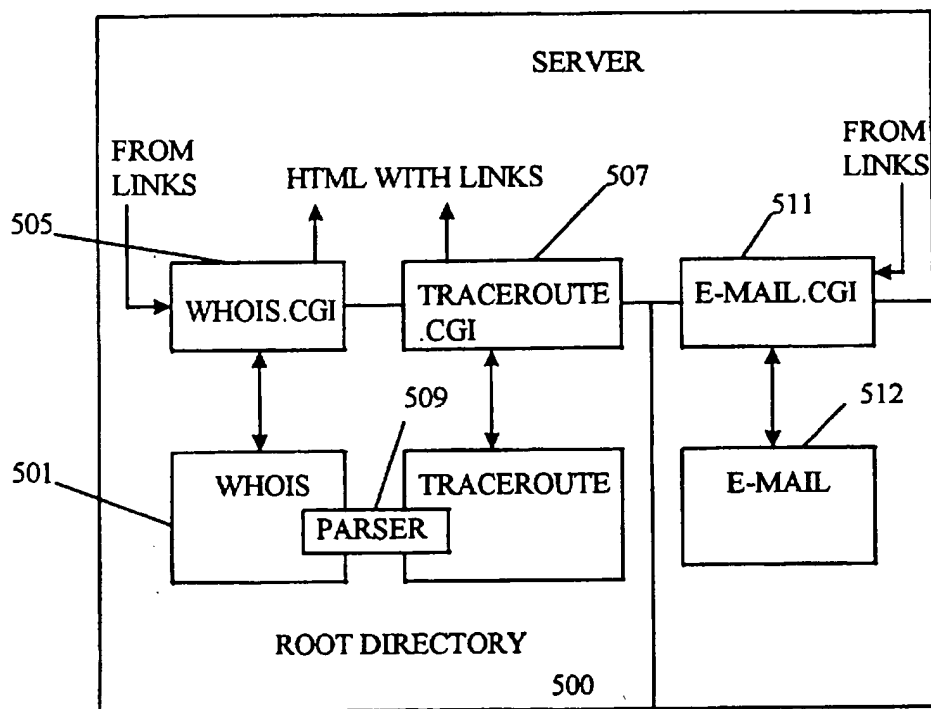 SERVER
FROM
LINKS
HTML WITH LINKS
507
FROM
LINKS
511
505
WHOIS.CGI
TRACEROUTE
.CGI
E-MAIL.CGI
509
512
501
WHOIS
TRACEROUTE
E-MAIL
PARSER
ROOT DIRECTORY
500